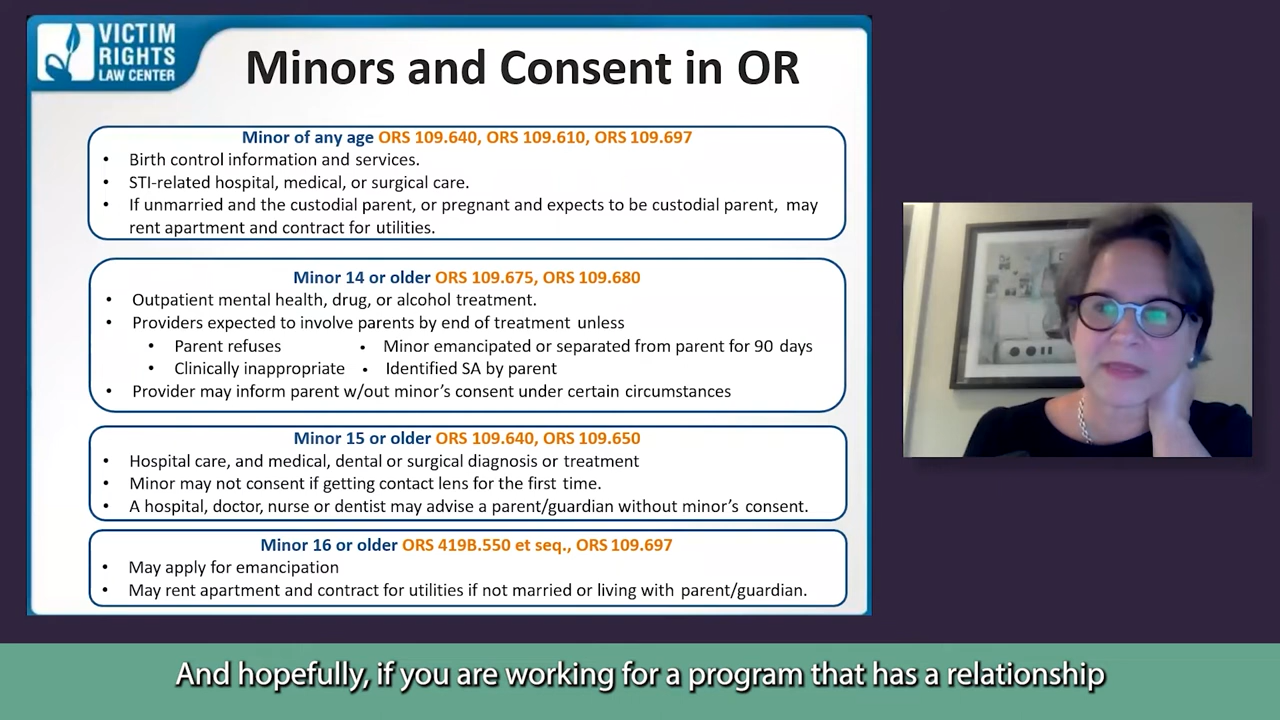 VICTIM
RIGHTS
LAW CENTER
Minors and Consent in OR
Minor of any age ORS 109.640, ORS 109.610, ORS 109.697
• Birth control information and services.
• STI-related hospital, medical, or surgical care.
• If unmarried and the custodial parent, or pregnant and expects to be custodial parent, may
rent apartment and contract for utilities.
Minor 14 or older ORS 109.675, ORS 109.680
• Outpatient mental health, drug, or alcohol treatment.
• Providers expected to involve parents by end of treatment unless
• Parent refuses • Minor emancipated or separated from parent for 90 days
• Clinically inappropriate • Identified SA by parent
• Provider may inform parent w/out minor's consent under certain circumstances
Minor 15 or older ORS 109.640, ORS 109.650
• Hospital care, and medical, dental or surgical diagnosis or treatment
• Minor may not consent if getting contact lens for the first time.
• A hospital, doctor, nurse or dentist may advise a parent/guardian without minor's consent.
Minor 16 or older ORS 419B.550 et seq., ORS 109.697
• May apply for emancipation
• May rent apartment and contract for utilities if not married or living with parent/guardian.
And hopefully, if you are working for a program that has a relationship